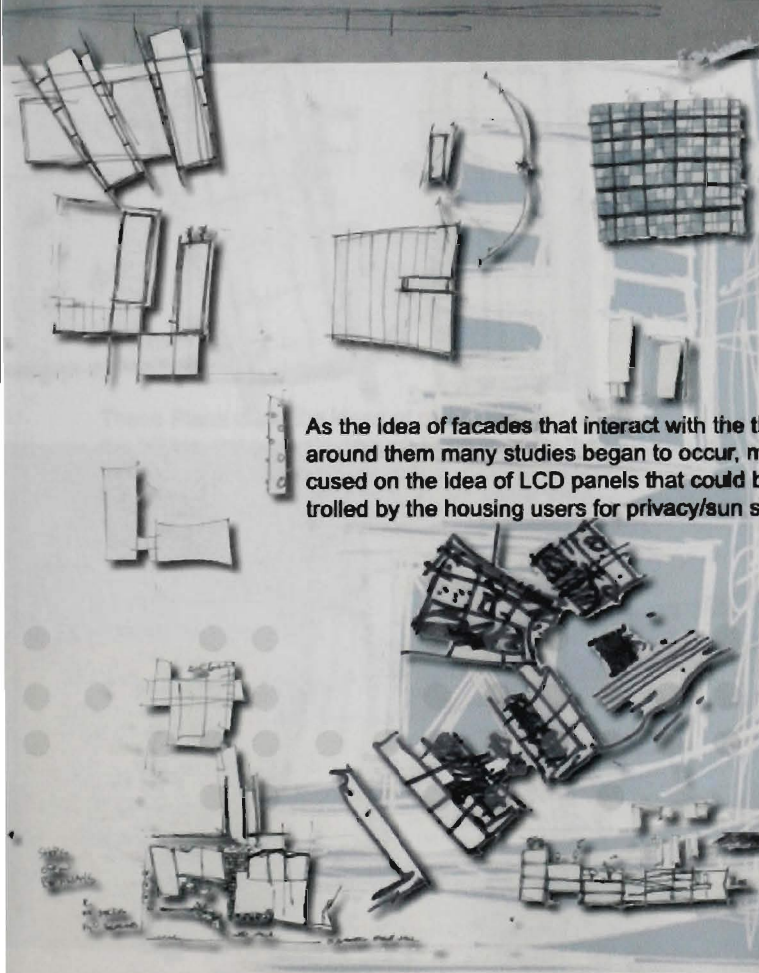 As the idea of facades that interact with the t
around them many studies began to occur, m
cused on the idea of LCD panels that could b
trolled by the housing users for privacy/sun s